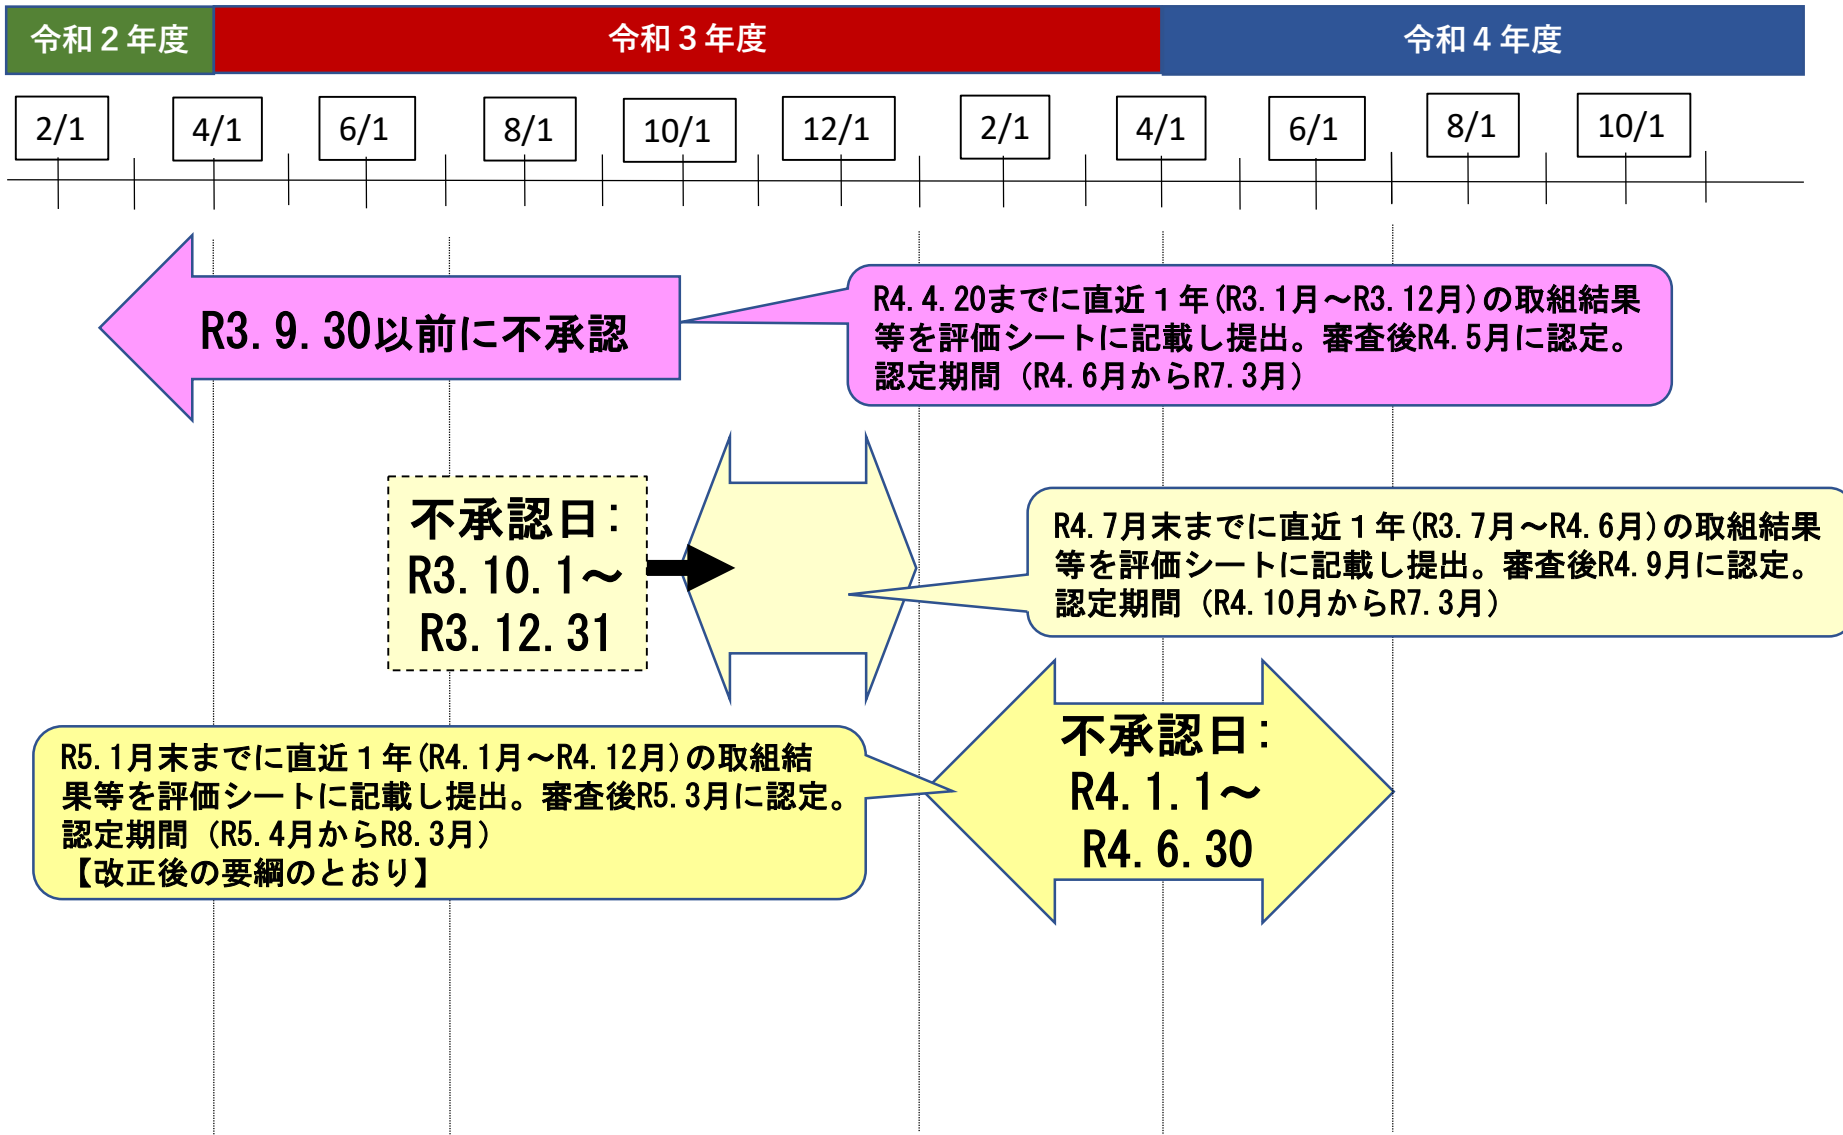 令和２年度
令和３年度
令和４年度
2/1
4/1
6/1
8/1
10/1
12/1
2/1
4/1
6/1
8/1
10/1
R3.9.30以前に不承認
R4.4.20までに直近１年(R3.1月～R3.12月)の取組結果
等を評価シートに記載し提出。審査後R4.5月に認定。
認定期間（R4.6月からR7.3月）
不承認日：
R3.10.1～
R3.12.31
R4.7月末までに直近１年(R3.7月～R4.6月)の取組結果
等を評価シートに記載し提出。審査後R4.9月に認定。
認定期間（R4.10月からR7.3月）
R5.1月末までに直近１年(R4.1月～R4.12月)の取組結
果等を評価シートに記載し提出。審査後R5.3月に認定。
認定期間（R5.4月からR8.3月）
【改正後の要綱のとおり】
不承認日：
R4.1.1～
R4.6.30